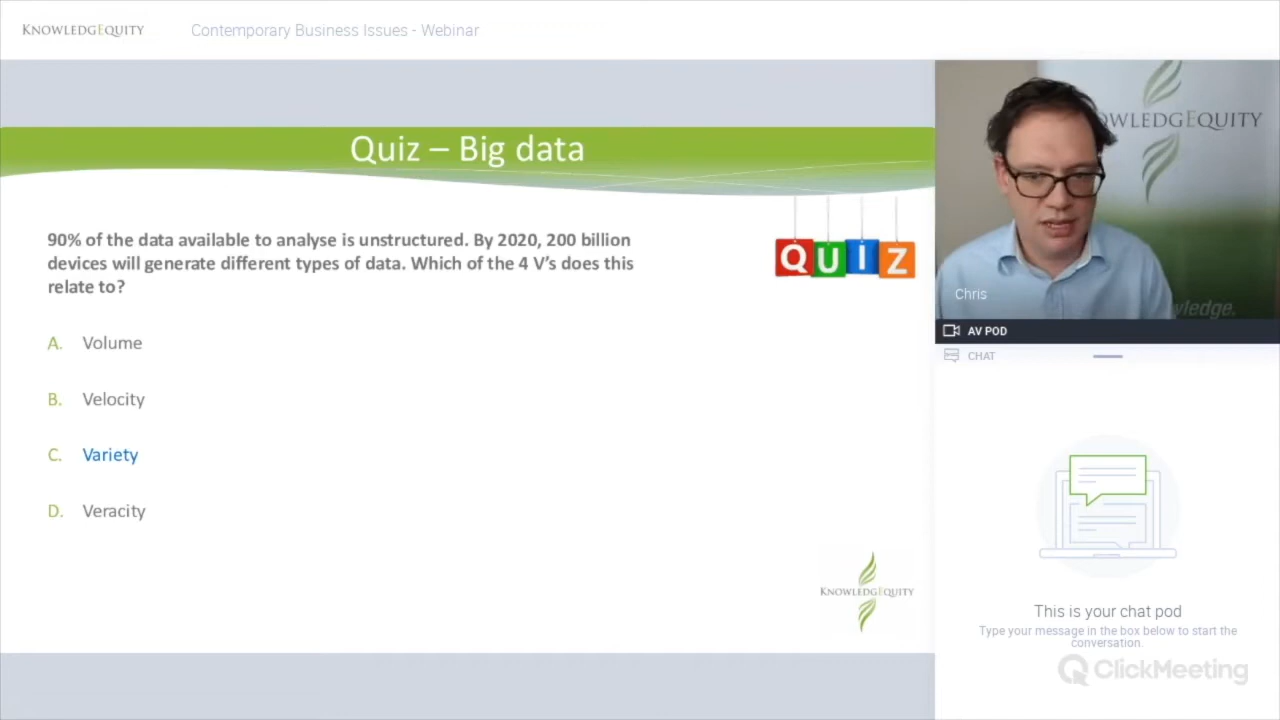 KNOWLEDGEQUITY
Contemporary Business Issues - Webinar
Quiz – Big data
90% of the data available to analyse is unstructured. By 2020, 200 billion
devices will generate different types of data. Which of the 4 V's does this
relate to?
QUIZ
A. Volume
B. Velocity
C. Variety
D. Veracity
KNOWLEDGEQUITY
OWLEDGEQUITY
wledge.
Chris
AV POD
CHAT
This is your chat pod
Type your message in the box below to start the
conversation.
ClickMeeting